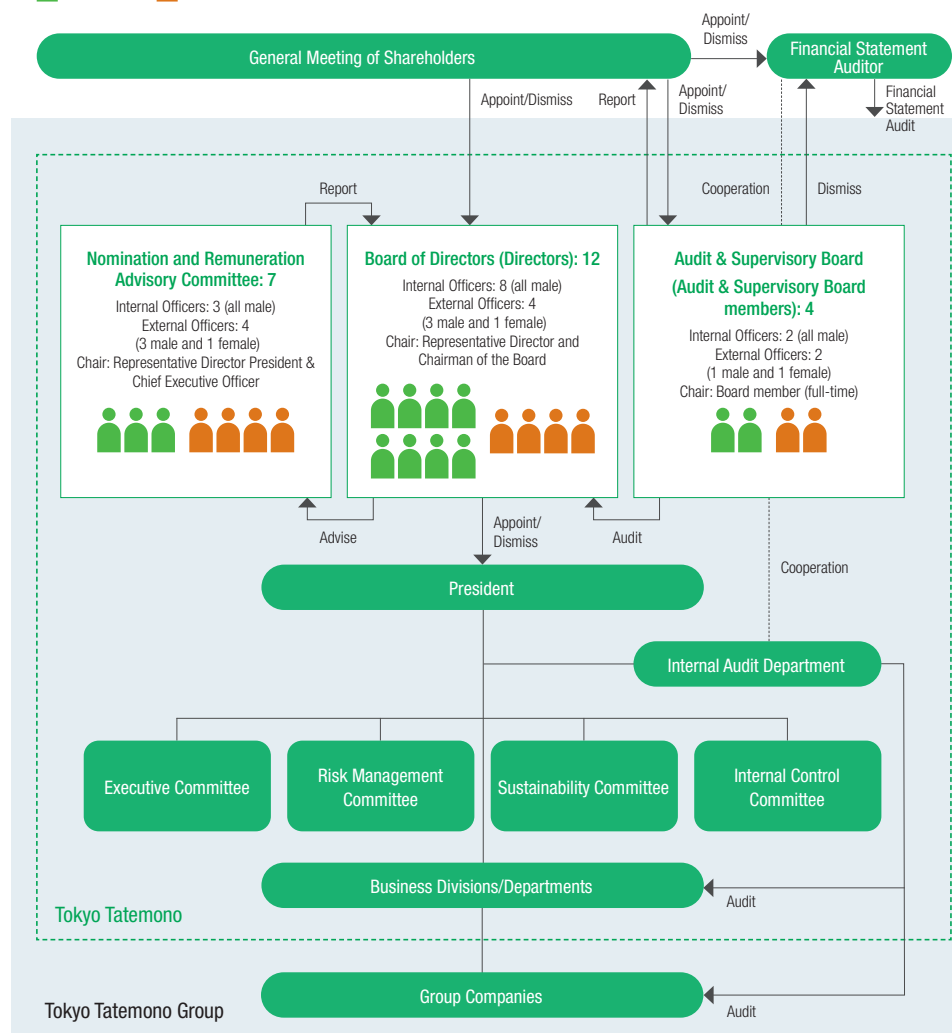 Appoint/
Dismiss
General Meeting of Shareholders
Financial Statement
Auditor
Appoint/Dismiss
Report
Appoint/
Dismiss
Financial
Statement
Audit
Report
Cooperation
Dismiss
Nomination and Remuneration
Advisory Committee: 7
Internal Officers: 3 (all male)
External Officers: 4
(3 male and 1 female)
Chair: Representative Director President &
Chief Executive Officer
Board of Directors (Directors): 12
Internal Officers: 8 (all male)
External Officers: 4
(3 male and 1 female)
Chair: Representative Director and
Chairman of the Board
Audit & Supervisory Board
(Audit & Supervisory Board
members): 4
Internal Officers: 2 (all male)
External Officers: 2
(1 male and 1 female)
Chair: Board member (full-time)
Advise
Appoint/
Dismiss
Audit
Cooperation
President
Internal Audit Department
Executive Committee
Risk Management
Committee
Sustainability Committee
Internal Control
Committee
Business Divisions/Departments
Audit
Tokyo Tatemono
Group Companies
Audit
Tokyo Tatemono Group